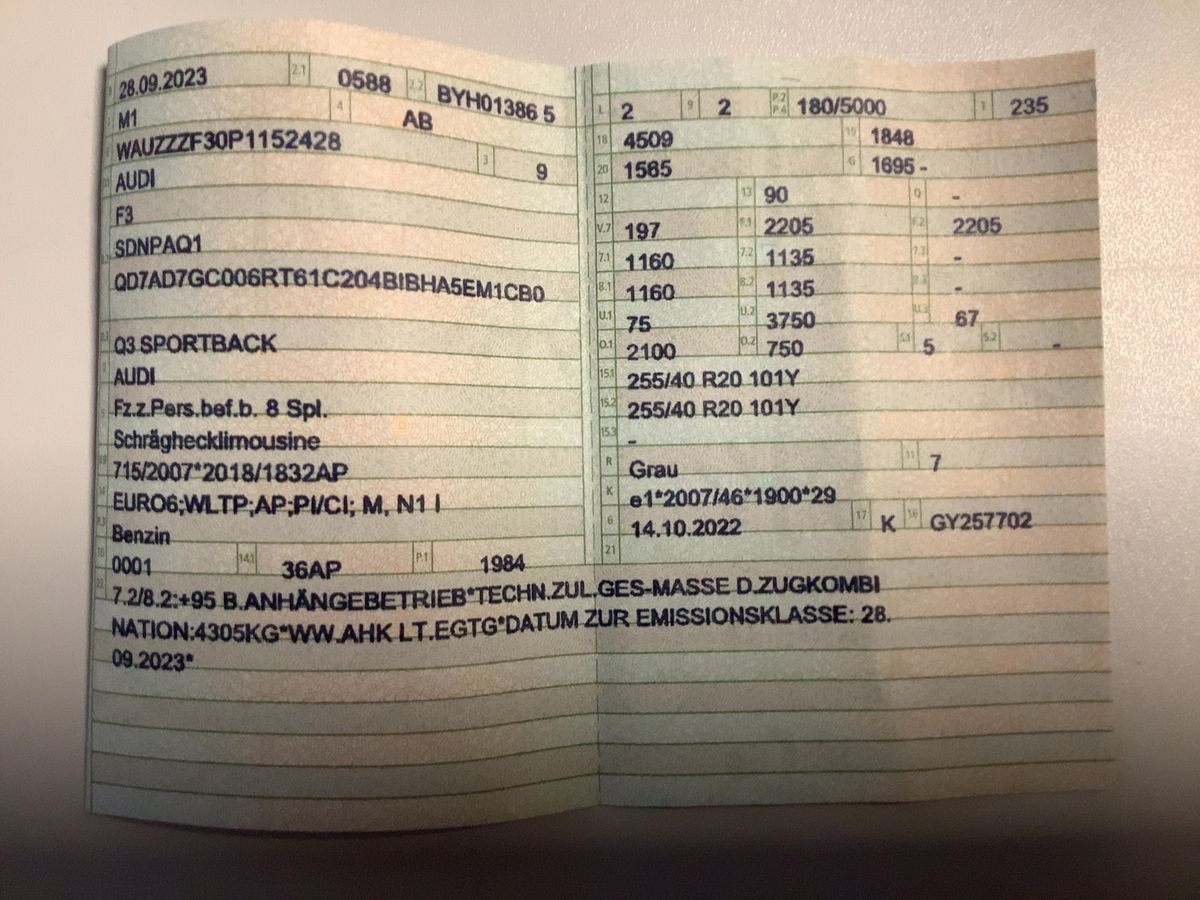 28.09.2023 2.1 0588 2.2 BYH01386 5
M1 4 AB
WAUZZZF30P1152428 3 9
AUDI
F3
SDNPAQ1
QD7AD7GC006RT61C204BIBHA5EM1CB0
Q3 SPORTBACK
AUDI
Fz.z.Pers.bef.b. 8 Spl.
Schräghecklimousine
715/2007*2018/1832AP
EURO6;WLTP;AP;PI/CI; M, N1 I
Benzin
0001 14.1 36AP P.1 1984
L 2 9 2 P.2 P.4 180/5000 T 235
18 4509 19 1848
20 1565 G 1695 -
12 13 90 Q -
V.7 197 F.1 2205 F.2 2205
7.1 1160 7.2 1135 7.3 -
8.1 1160 8.2 1135 8.3 -
U.1 75 U.2 3750 U.3 67
O.1 2100 O.2 750 S.1 5 S.2 -
15.1 255/40 R20 101Y
15.2 255/40 R20 101Y
15.3 -
R Grau 11 7
K e1*2007/46*1900*29
6 14.10.2022 17 K 16 GY257702
21
22 7.2/8.2:+95 B.ANHÄNGEBETRIEB*TECHN.ZUL.GES-MASSE D.ZUGKOMBI
NATION:4305KG*WW.AHK LT.EGTG*DATUM ZUR EMISSIONSKLASSE: 28.
09.2023*